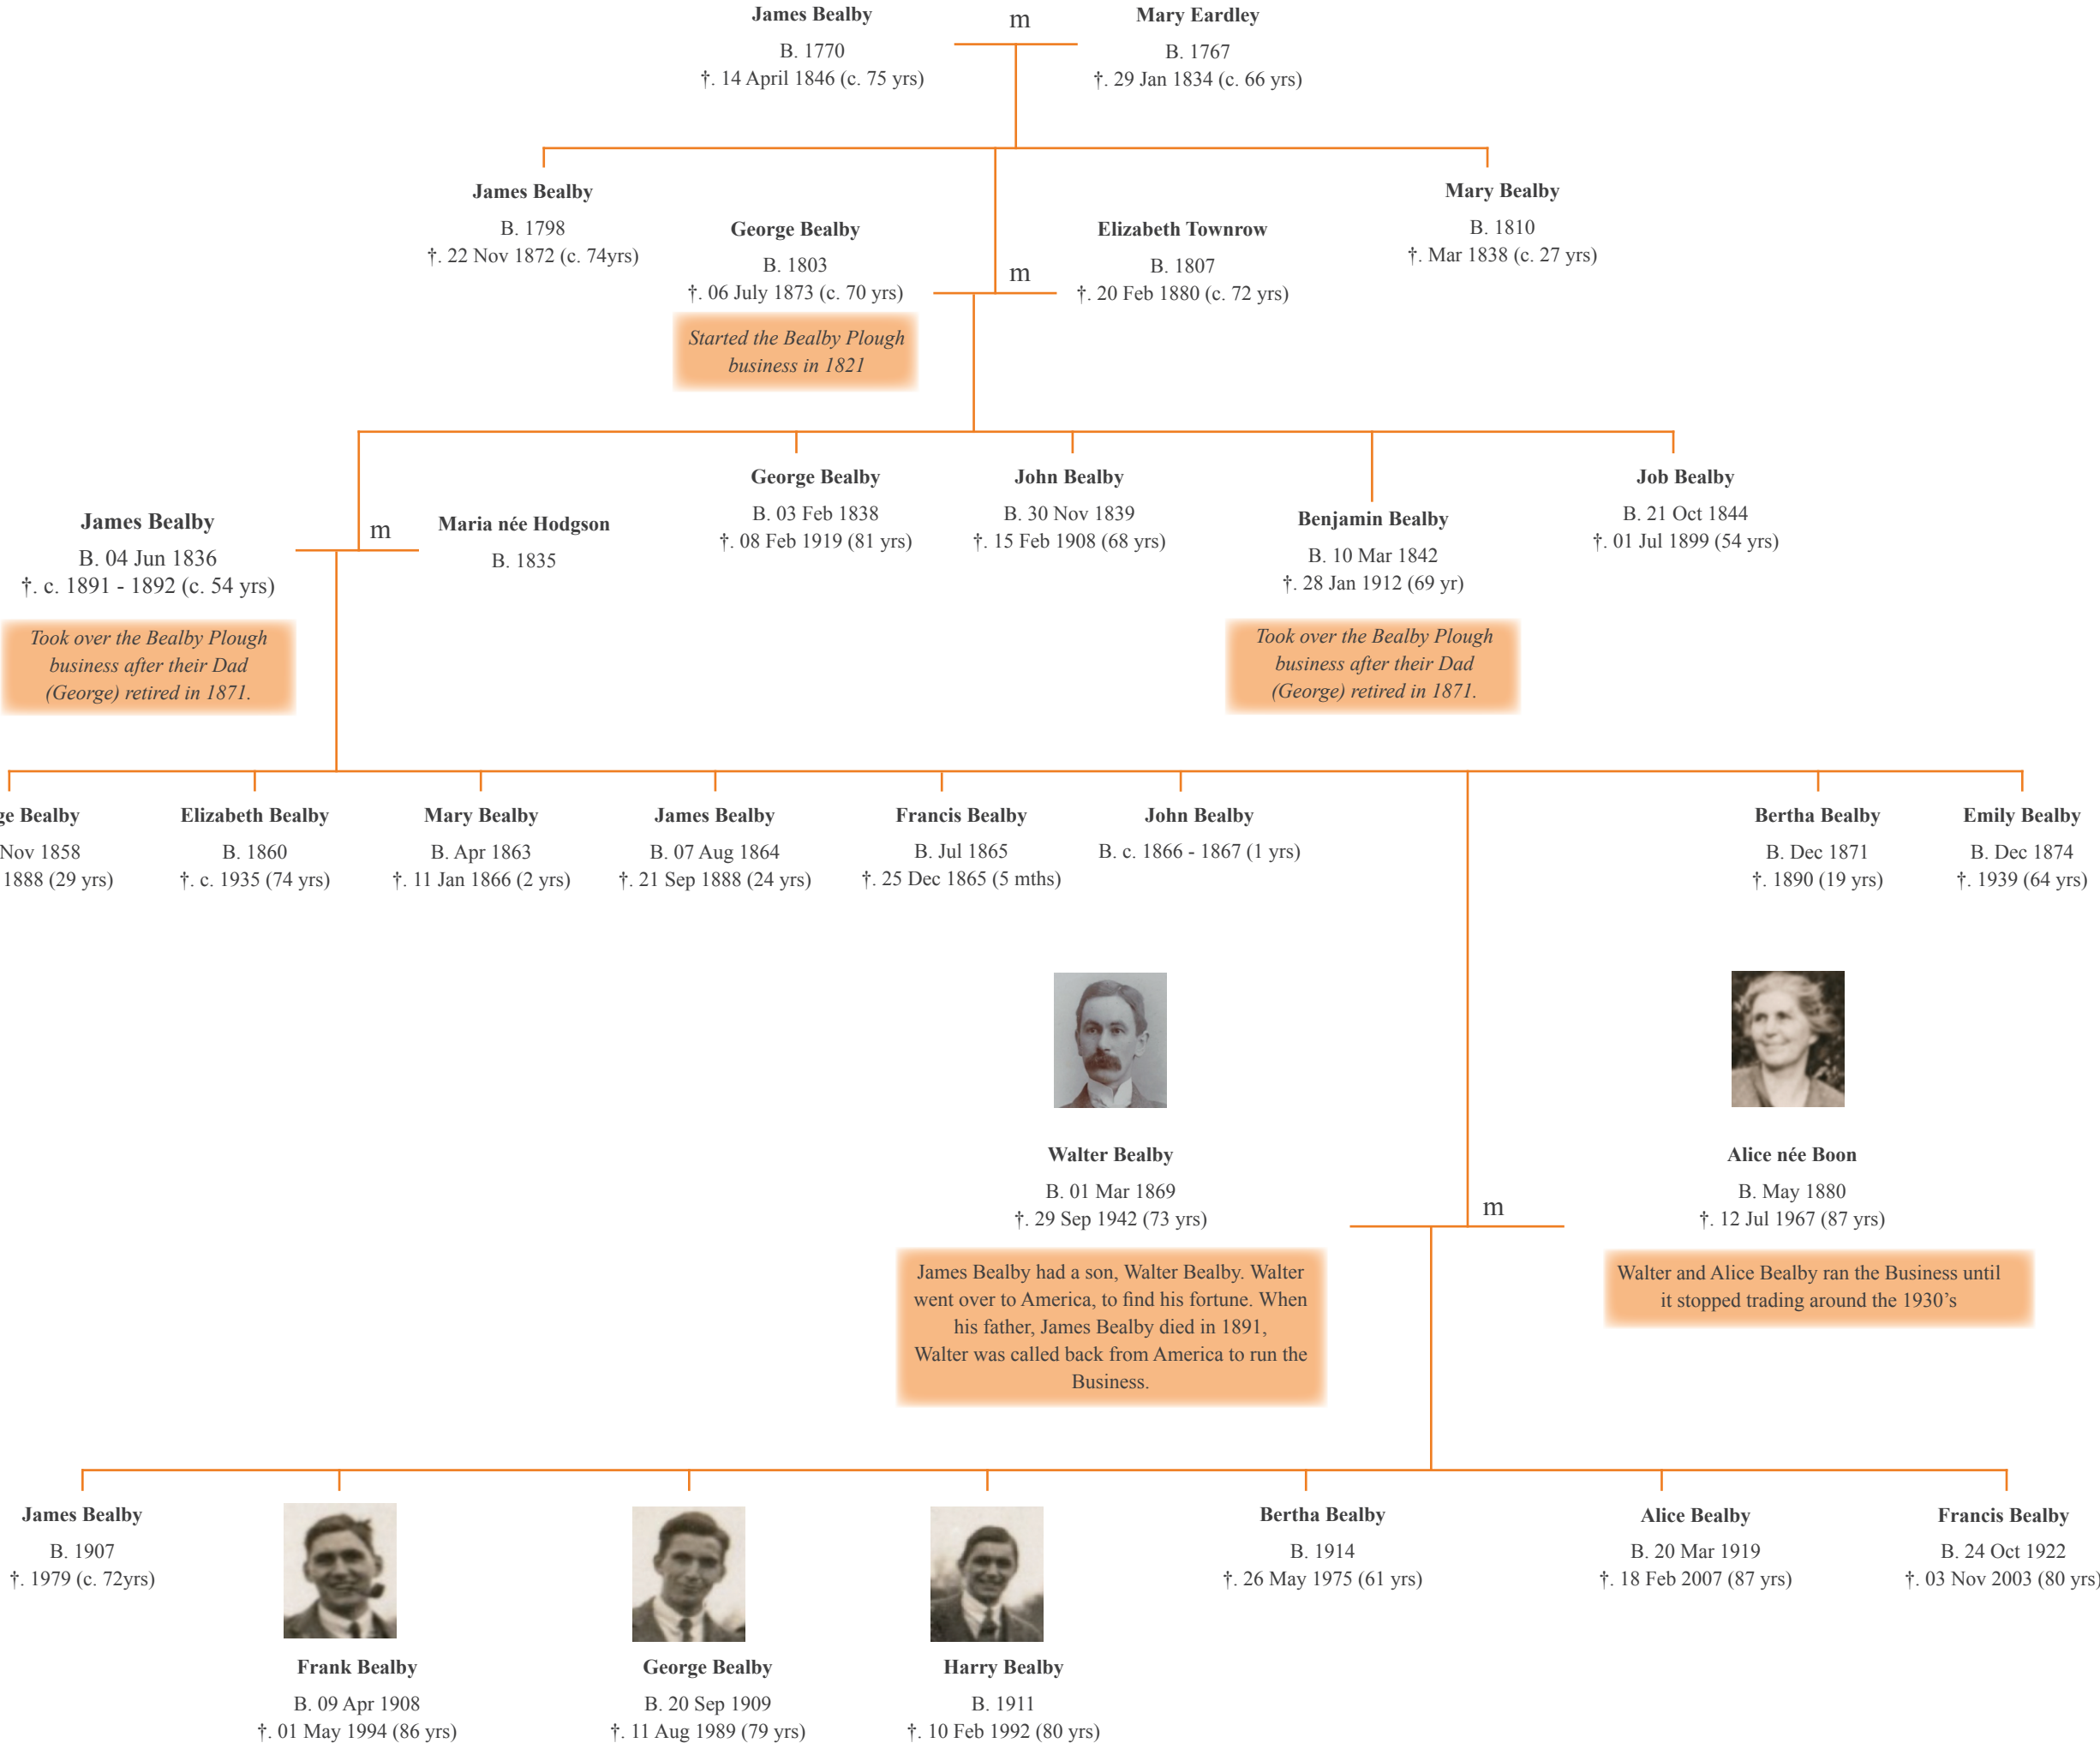 James Bealby
B. 1770
†. 14 April 1846 (c. 75 yrs)
m
Mary Eardley
B. 1767
†. 29 Jan 1834 (c. 66 yrs)
James Bealby
B. 1798
†. 22 Nov 1872 (c. 74yrs)
George Bealby
B. 1803
†. 06 July 1873 (c. 70 yrs)
Started the Bealby Plough
business in 1821
m
Elizabeth Townrow
B. 1807
†. 20 Feb 1880 (c. 72 yrs)
Mary Bealby
B. 1810
†. Mar 1838 (c. 27 yrs)
James Bealby
B. 04 Jun 1836
†. c. 1891 - 1892 (c. 54 yrs)
Took over the Bealby Plough
business after their Dad
(George) retired in 1871.
m
Maria née Hodgson
B. 1835
George Bealby
B. 03 Feb 1838
†. 08 Feb 1919 (81 yrs)
John Bealby
B. 30 Nov 1839
†. 15 Feb 1908 (68 yrs)
Benjamin Bealby
B. 10 Mar 1842
†. 28 Jan 1912 (69 yr)
Took over the Bealby Plough
business after their Dad
(George) retired in 1871.
Job Bealby
B. 21 Oct 1844
†. 01 Jul 1899 (54 yrs)
ge Bealby
Nov 1858
1888 (29 yrs)
Elizabeth Bealby
B. 1860
†. c. 1935 (74 yrs)
Mary Bealby
B. Apr 1863
†. 11 Jan 1866 (2 yrs)
James Bealby
B. 07 Aug 1864
†. 21 Sep 1888 (24 yrs)
Francis Bealby
B. Jul 1865
†. 25 Dec 1865 (5 mths)
John Bealby
B. c. 1866 - 1867 (1 yrs)
Bertha Bealby
B. Dec 1871
†. 1890 (19 yrs)
Emily Bealby
B. Dec 1874
†. 1939 (64 yrs)
Walter Bealby
B. 01 Mar 1869
†. 29 Sep 1942 (73 yrs)
James Bealby had a son, Walter Bealby. Walter
went over to America, to find his fortune. When
his father, James Bealby died in 1891,
Walter was called back from America to run the
Business.
m
Alice née Boon
B. May 1880
†. 12 Jul 1967 (87 yrs)
Walter and Alice Bealby ran the Business until
it stopped trading around the 1930’s
James Bealby
B. 1907
†. 1979 (c. 72yrs)
Frank Bealby
B. 09 Apr 1908
†. 01 May 1994 (86 yrs)
George Bealby
B. 20 Sep 1909
†. 11 Aug 1989 (79 yrs)
Harry Bealby
B. 1911
†. 10 Feb 1992 (80 yrs)
Bertha Bealby
B. 1914
†. 26 May 1975 (61 yrs)
Alice Bealby
B. 20 Mar 1919
†. 18 Feb 2007 (87 yrs)
Francis Bealby
B. 24 Oct 1922
†. 03 Nov 2003 (80 yrs)